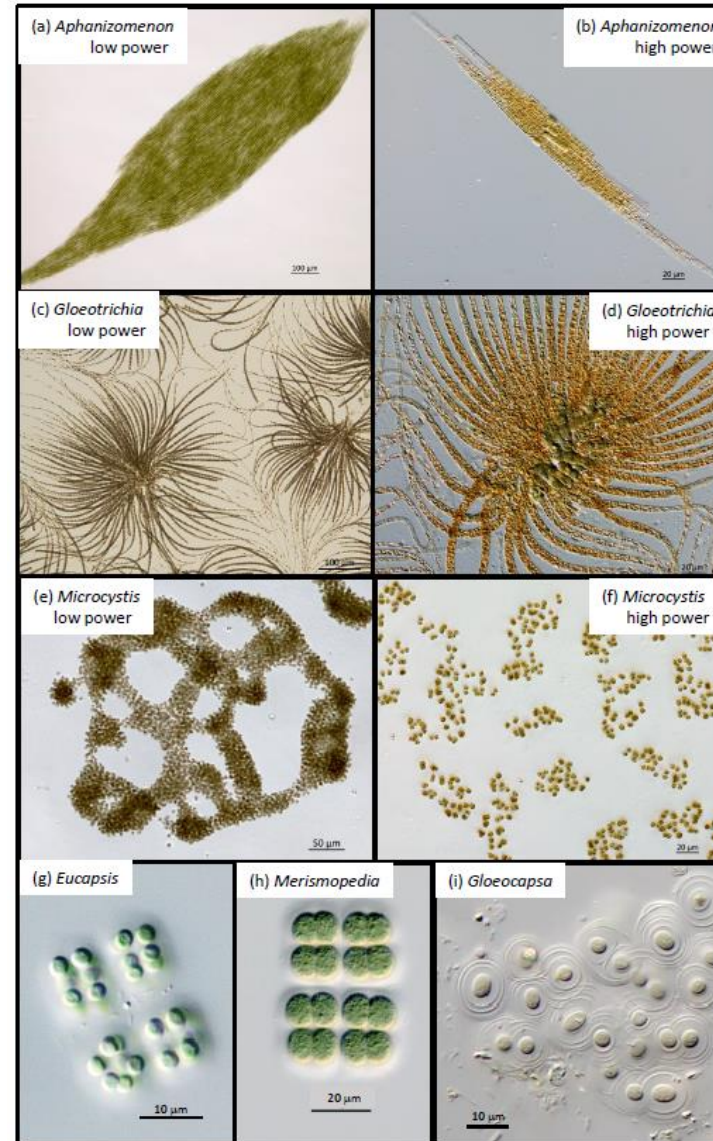 (a) Aphanizomenon
low power
100 µm
(b) Aphanizomenon
high power
20 µm
(c) Gloeotrichia
low power
100 µm
(d) Gloeotrichia
high power
20 µm
(e) Microcystis
low power
50 µm
(f) Microcystis
high power
20 µm
(g) Eucapsis
10 µm
(h) Merismopedia
20 µm
(i) Gloeocapsa
10 µm